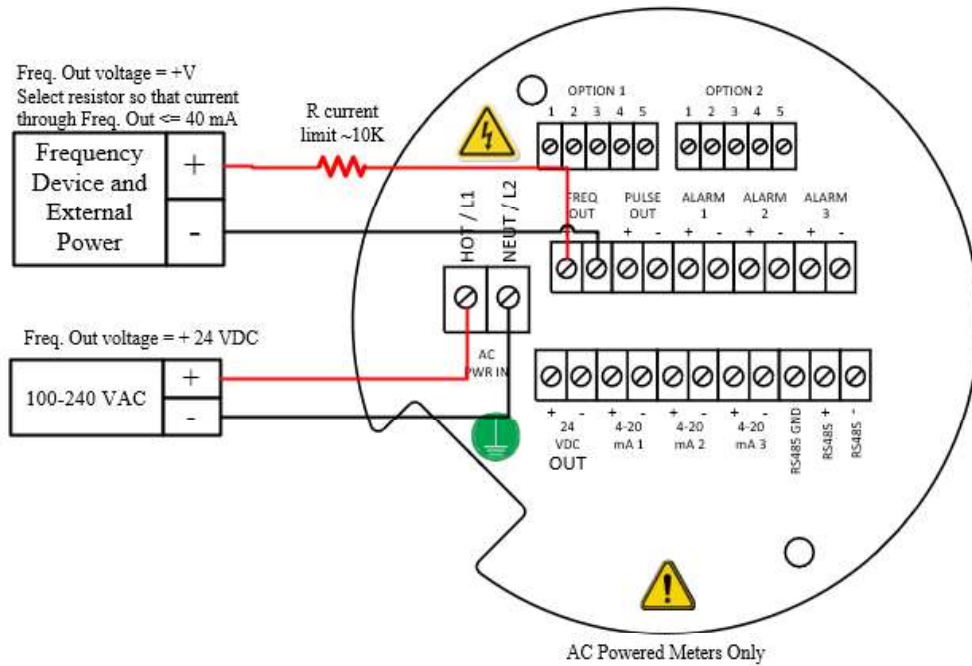 Freq. Out voltage = +V
Select resistor so that current
through Freq. Out <= 40 mA
Frequency
Device and
External
Power
+
-
R current
limit ~10K
OPTION 1
1 2 3 4 5
OPTION 2
1 2 3 4 5
HOT / L1
NEUT / L2
FREQ
OUT
PULSE
OUT
+ -
ALARM
1
+ -
ALARM
2
+ -
ALARM
3
+ -
Freq. Out voltage = + 24 VDC
100-240 VAC
+
-
AC
PWR IN
+ -
24
VDC
OUT
+ -
4-20
mA 1
+ -
4-20
mA 2
+ -
4-20
mA 3
RS485 GND
RS485 +
RS485 -
AC Powered Meters Only